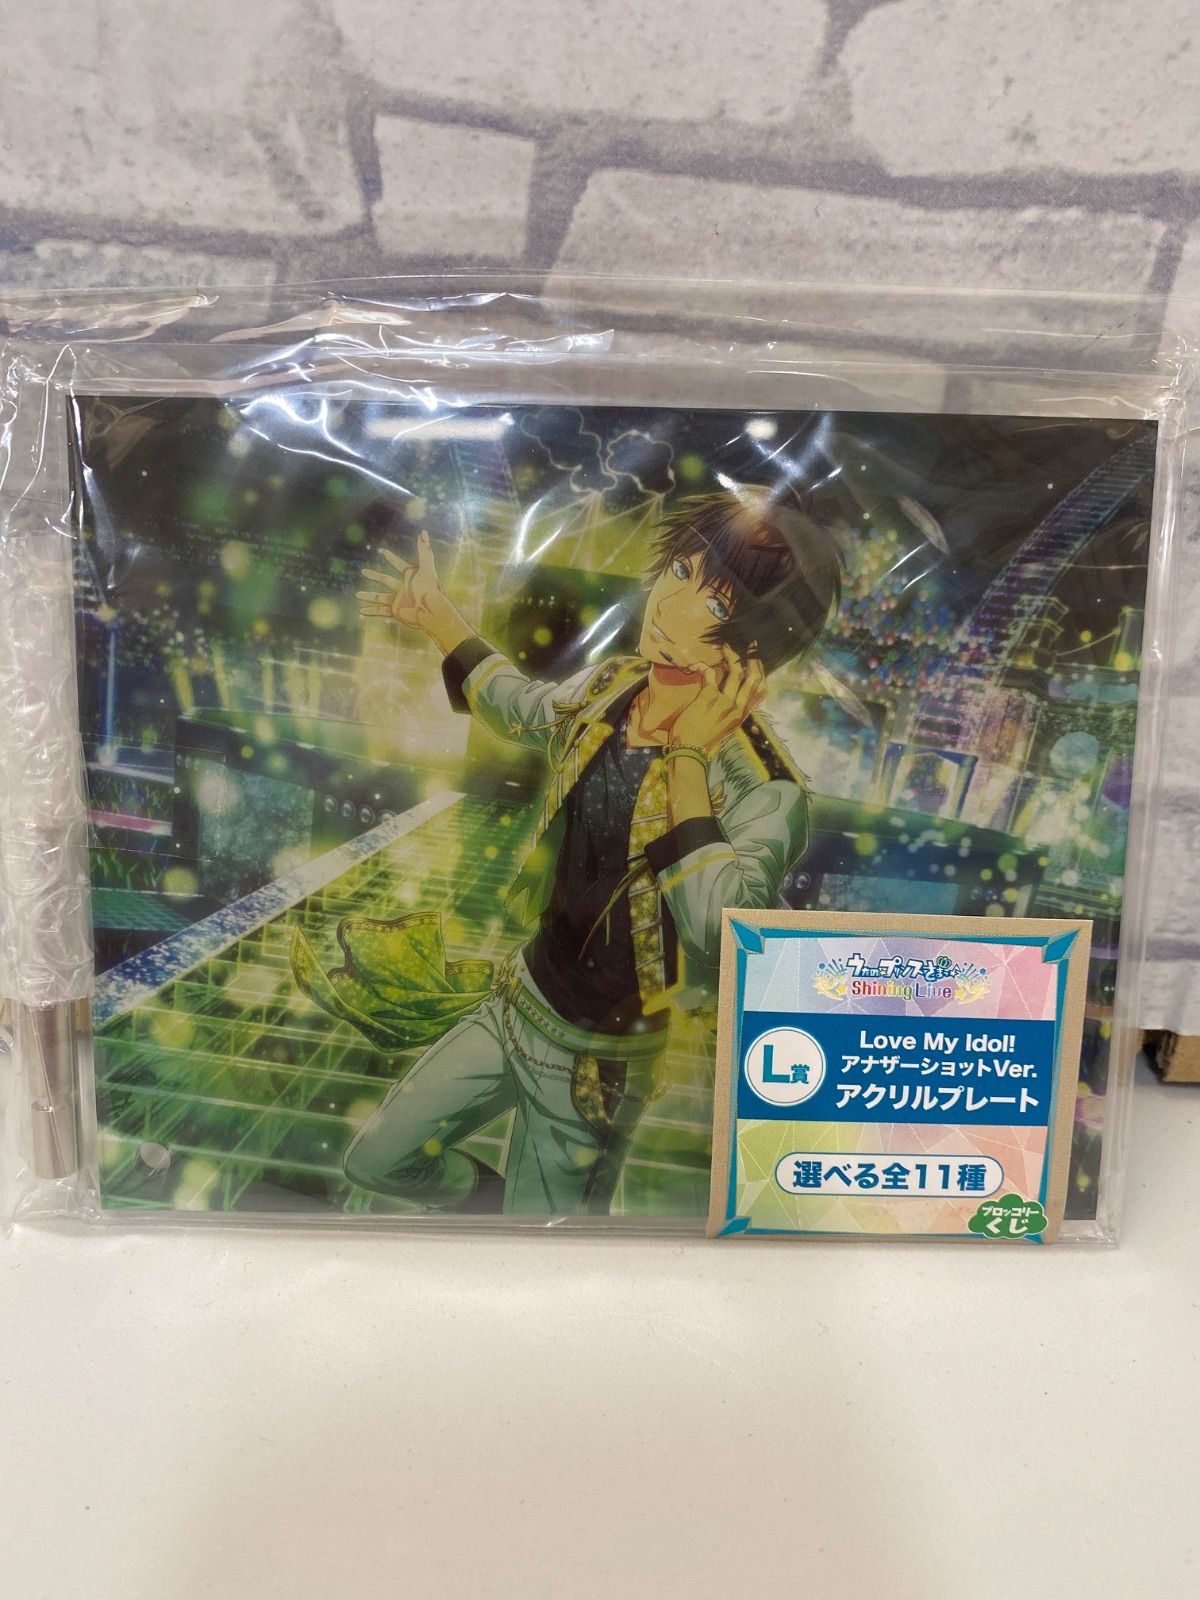 うたの☆プリンスさまっ♪
Shining Live
L賞
Love My Idol!
アナザーショットVer.
アクリルプレート
選べる全11種
ブロッコリー
くじ